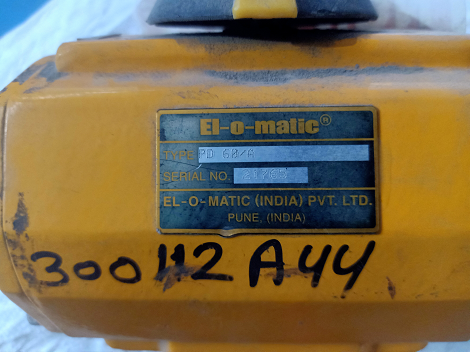 El-o-matic®
TYPE PD 60/A
SERIAL NO.
EL-O-MATIC (INDIA) PVT. LTD.
PUNE, (INDIA)
300112 A44